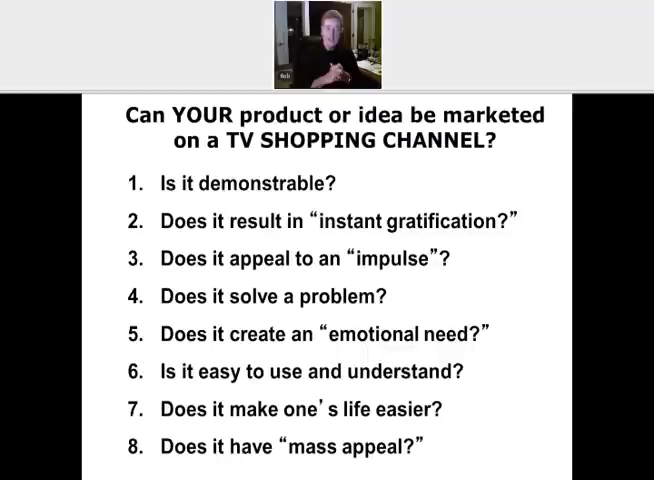 Can YOUR product or idea be marketed
on a TV SHOPPING CHANNEL?
1. Is it demonstrable?
2. Does it result in “instant gratification?”
3. Does it appeal to an “impulse”?
4. Does it solve a problem?
5. Does it create an “emotional need?”
6. Is it easy to use and understand?
7. Does it make one’s life easier?
8. Does it have “mass appeal?”